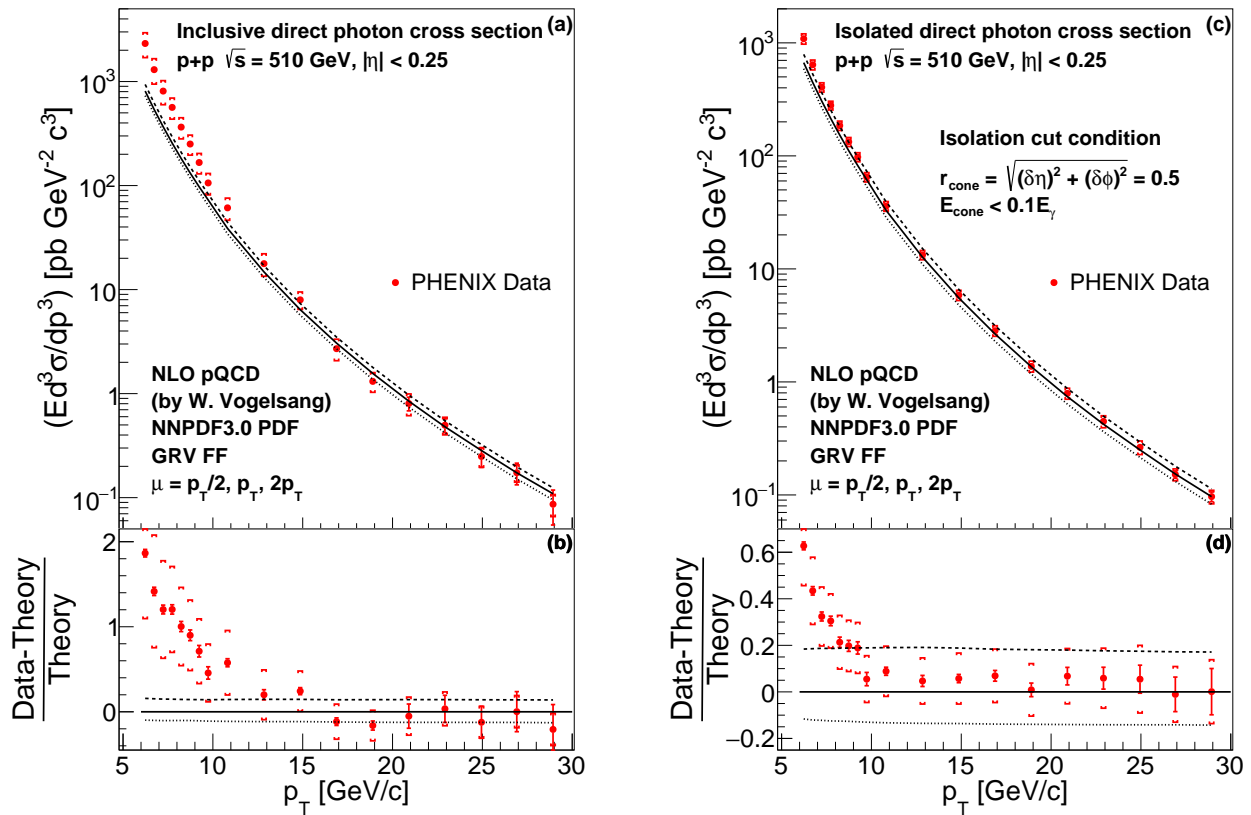 (a)
Inclusive direct photon cross section
p+p √s = 510 GeV, |η| < 0.25
(Ed³σ/dp³) [pb GeV⁻² c³]
10³
10²
10
1
10⁻¹
PHENIX Data
NLO pQCD
(by W. Vogelsang)
NNPDF3.0 PDF
GRV FF
μ = p_T/2, p_T, 2p_T
(b)
Data-Theory
Theory
2
1
0
5 10 15 20 25 30
p_T [GeV/c]
(c)
Isolated direct photon cross section
p+p √s = 510 GeV, |η| < 0.25
Isolation cut condition
r_cone = √(δη)² + (δϕ)² = 0.5
E_cone < 0.1E_γ
(Ed³σ/dp³) [pb GeV⁻² c³]
10³
10²
10
1
10⁻¹
PHENIX Data
NLO pQCD
(by W. Vogelsang)
NNPDF3.0 PDF
GRV FF
μ = p_T/2, p_T, 2p_T
(d)
Data-Theory
Theory
0.6
0.4
0.2
0
−0.2
5 10 15 20 25 30
p_T [GeV/c]